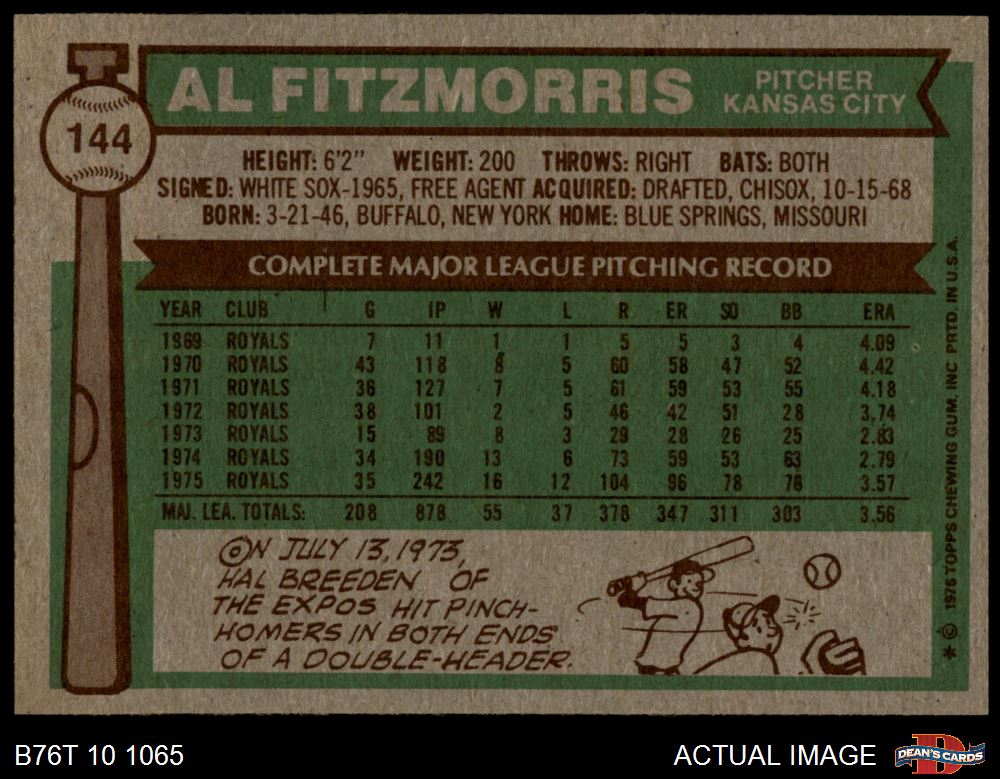 AL FITZMORRIS
PITCHER
KANSAS CITY
144
HEIGHT: 6'2" WEIGHT: 200 THROWS: RIGHT BATS: BOTH
SIGNED: WHITE SOX-1965, FREE AGENT ACQUIRED: DRAFTED, CHISOX, 10-15-68
BORN: 3-21-46, BUFFALO, NEW YORK HOME: BLUE SPRINGS, MISSOURI
COMPLETE MAJOR LEAGUE PITCHING RECORD
YEAR CLUB G IP W L R ER SO BB ERA
1969 ROYALS 7 11 1 1 5 5 3 4 4.09
1970 ROYALS 43 118 8 5 60 58 47 52 4.42
1971 ROYALS 36 127 7 5 61 59 53 55 4.18
1972 ROYALS 38 101 2 5 46 42 51 28 3.74
1973 ROYALS 15 89 8 3 29 28 26 25 2.83
1974 ROYALS 34 190 13 6 73 59 53 63 2.79
1975 ROYALS 35 242 16 12 104 96 78 76 3.57
MAJ. LEA. TOTALS: 208 878 55 37 378 347 311 303 3.56
ON JULY 13, 1973,
HAL BREEDEN OF
THE EXPOS HIT PINCH-
HOMERS IN BOTH ENDS
OF A DOUBLE-HEADER.
* © 1976 TOPPS CHEWING GUM, INC PRTD. IN U.S.A.
B76T 10 1065
ACTUAL IMAGE
D
DEAN'S CARDS